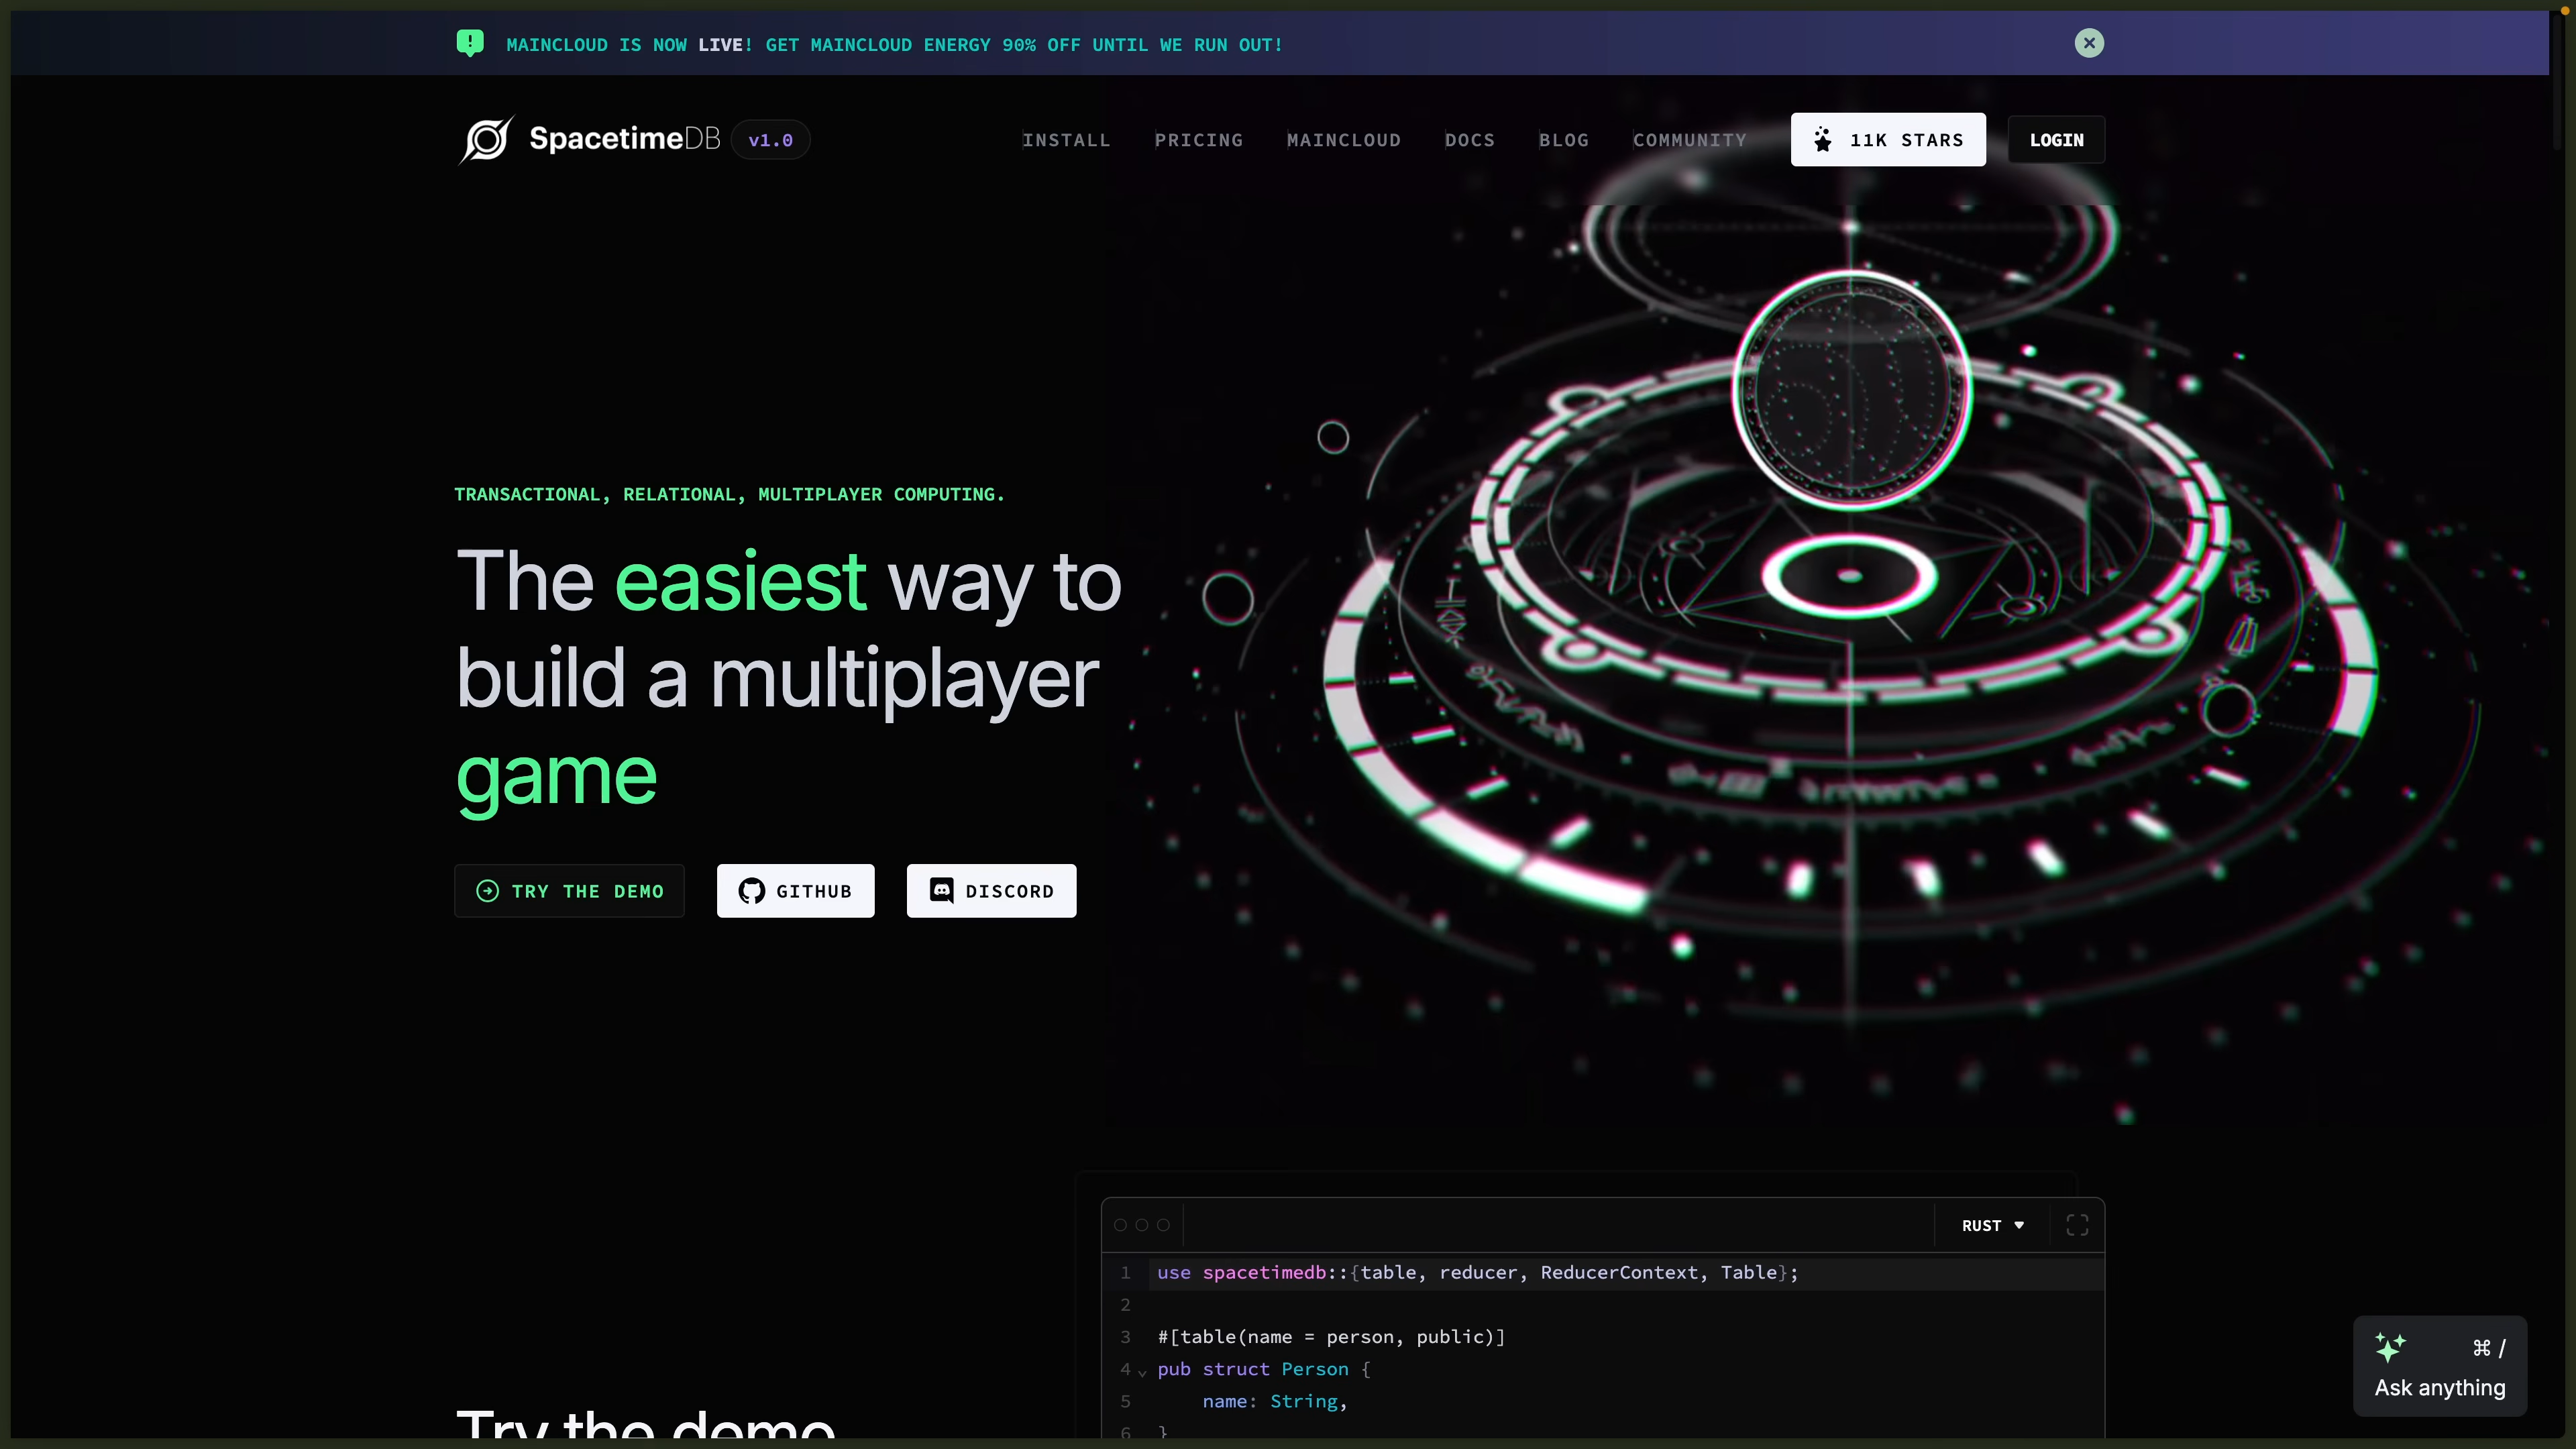 MAINCLOUD IS NOW LIVE! GET MAINCLOUD ENERGY 90% OFF UNTIL WE RUN OUT!
SpacetimeDB v1.0
INSTALL PRICING MAINCLOUD DOCS BLOG COMMUNITY 11K STARS LOGIN
TRANSACTIONAL, RELATIONAL, MULTIPLAYER COMPUTING.
The easiest way to
build a multiplayer
game
TRY THE DEMO GITHUB DISCORD
RUST
1 use spacetimedb::{table, reducer, ReducerContext, Table};
2
3 #[table(name = person, public)]
4 pub struct Person {
5 name: String,
6 }
Try the demo
⌘ /
Ask anything